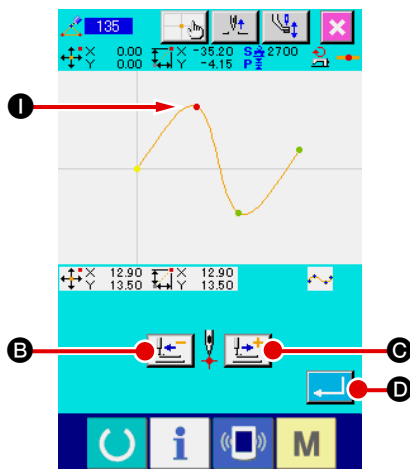 135
X 0.00 X -35.20 S 2700
Y 0.00 Y -4.15 P
I
X 12.90 X 12.90
Y 13.50 Y 13.50
B C
D
i M